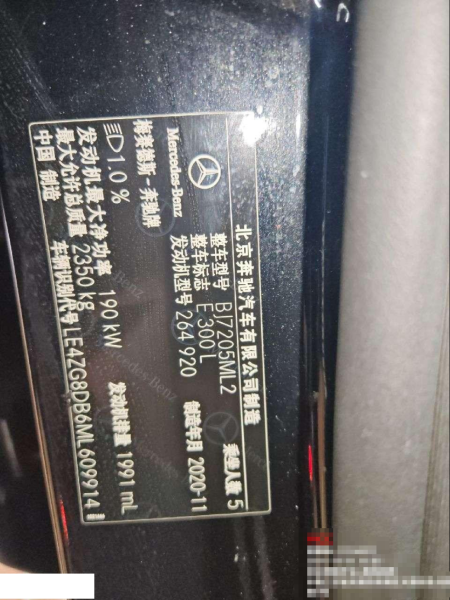 北京奔驰汽车有限公司制造
Mercedes-Benz
梅赛德斯-奔驰牌
整车型号 BJ7205ML2
乘坐人数 5
整车标志 E 300 L
发动机型号 264 920
制造年月 2020-11
1.0 %
发动机最大净功率 190 kW
发动机排量 1991 mL
最大允许总质量 2350 kg
车辆识别代号 LE4ZG8DB6ML609914
中国 制造